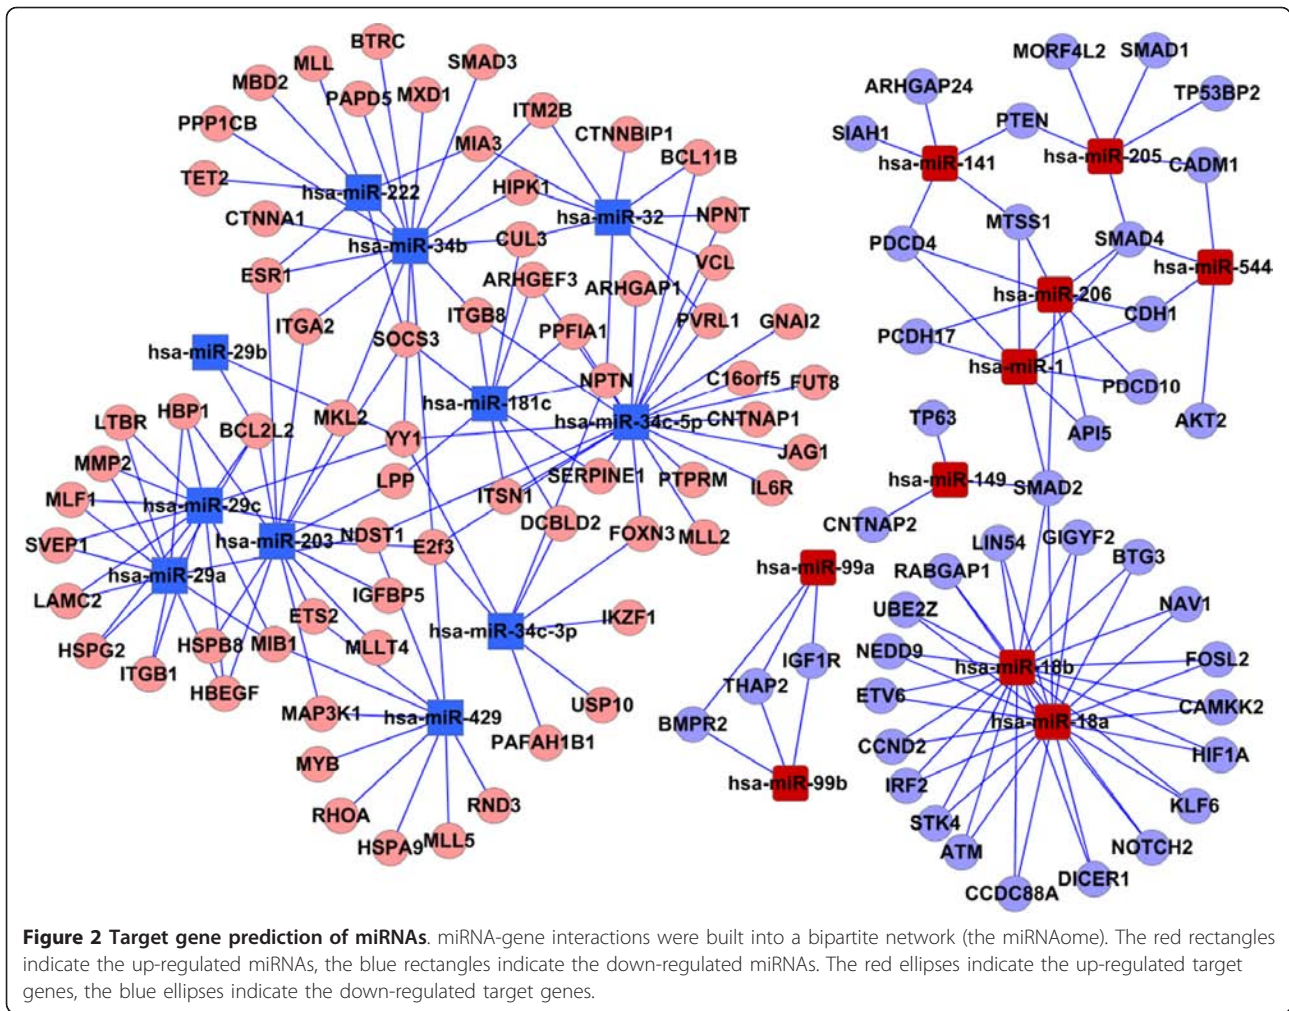 BTRC
MLL
SMAD3
MBD2
PAPD5
MXD1
ITM2B
PPP1CB
MIA3
CTNNBIP1
BCL11B
TET2
hsa-miR-222
HIPK1
hsa-miR-32
NPNT
CTNNA1
hsa-miR-34b
CUL3
VCL
ESR1
ARHGEF3
ARHGAP1
ITGA2
ITGB8
PPFIA1
PVRL1
GNAI2
hsa-miR-29b
SOCS3
NPTN
C16orf5
FUT8
LTBR
HBP1
BCL2L2
MKL2
hsa-miR-181c
hsa-miR-34c-5p
CNTNAP1
YY1
JAG1
MMP2
LPP
SERPINE1
PTPRM
IL6R
MLF1
hsa-miR-29c
ITSN1
SVEP1
hsa-miR-203
NDST1
E2f3
DCBLD2
FOXN3
MLL2
hsa-miR-29a
LAMC2
IGFBP5
ETS2
hsa-miR-34c-3p
IKZF1
HSPG2
HSPB8
MIB1
MLLT4
ITGB1
HBEGF
MAP3K1
hsa-miR-429
USP10
PAFAH1B1
MYB
RHOA
RND3
HSPA9
MLL5
MORF4L2
SMAD1
ARHGAP24
TP53BP2
SIAH1
PTEN
hsa-miR-141
hsa-miR-205
CADM1
MTSS1
PDCD4
SMAD4
hsa-miR-544
hsa-miR-206
CDH1
PCDH17
hsa-miR-1
PDCD10
TP63
API5
AKT2
hsa-miR-149
SMAD2
CNTNAP2
LIN54
GIGYF2
hsa-miR-99a
RABGAP1
BTG3
UBE2Z
NAV1
NEDD9
IGF1R
hsa-miR-18b
FOSL2
THAP2
ETV6
CAMKK2
BMPR2
hsa-miR-18a
CCND2
HIF1A
hsa-miR-99b
IRF2
KLF6
STK4
ATM
NOTCH2
CCDC88A
DICER1
Figure 2 Target gene prediction of miRNAs. miRNA-gene interactions were built into a bipartite network (the miRNAome). The red rectangles
indicate the up-regulated miRNAs, the blue rectangles indicate the down-regulated miRNAs. The red ellipses indicate the up-regulated target
genes, the blue ellipses indicate the down-regulated target genes.